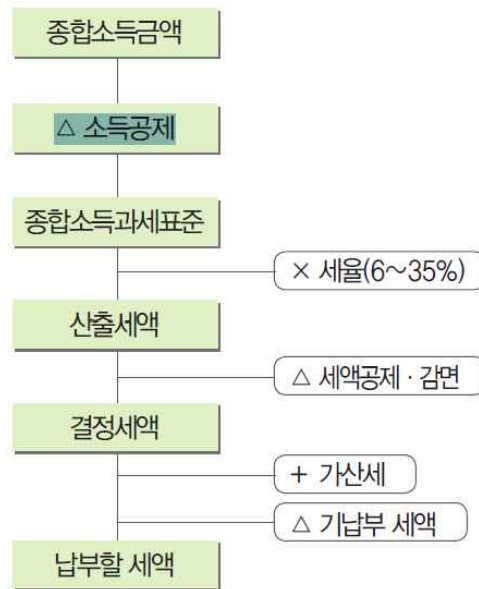 종합소득금액
△ 소득공제
종합소득과세표준
× 세율(6~35%)
산출세액
△ 세액공제 · 감면
결정세액
+ 가산세
△ 기납부 세액
납부할 세액